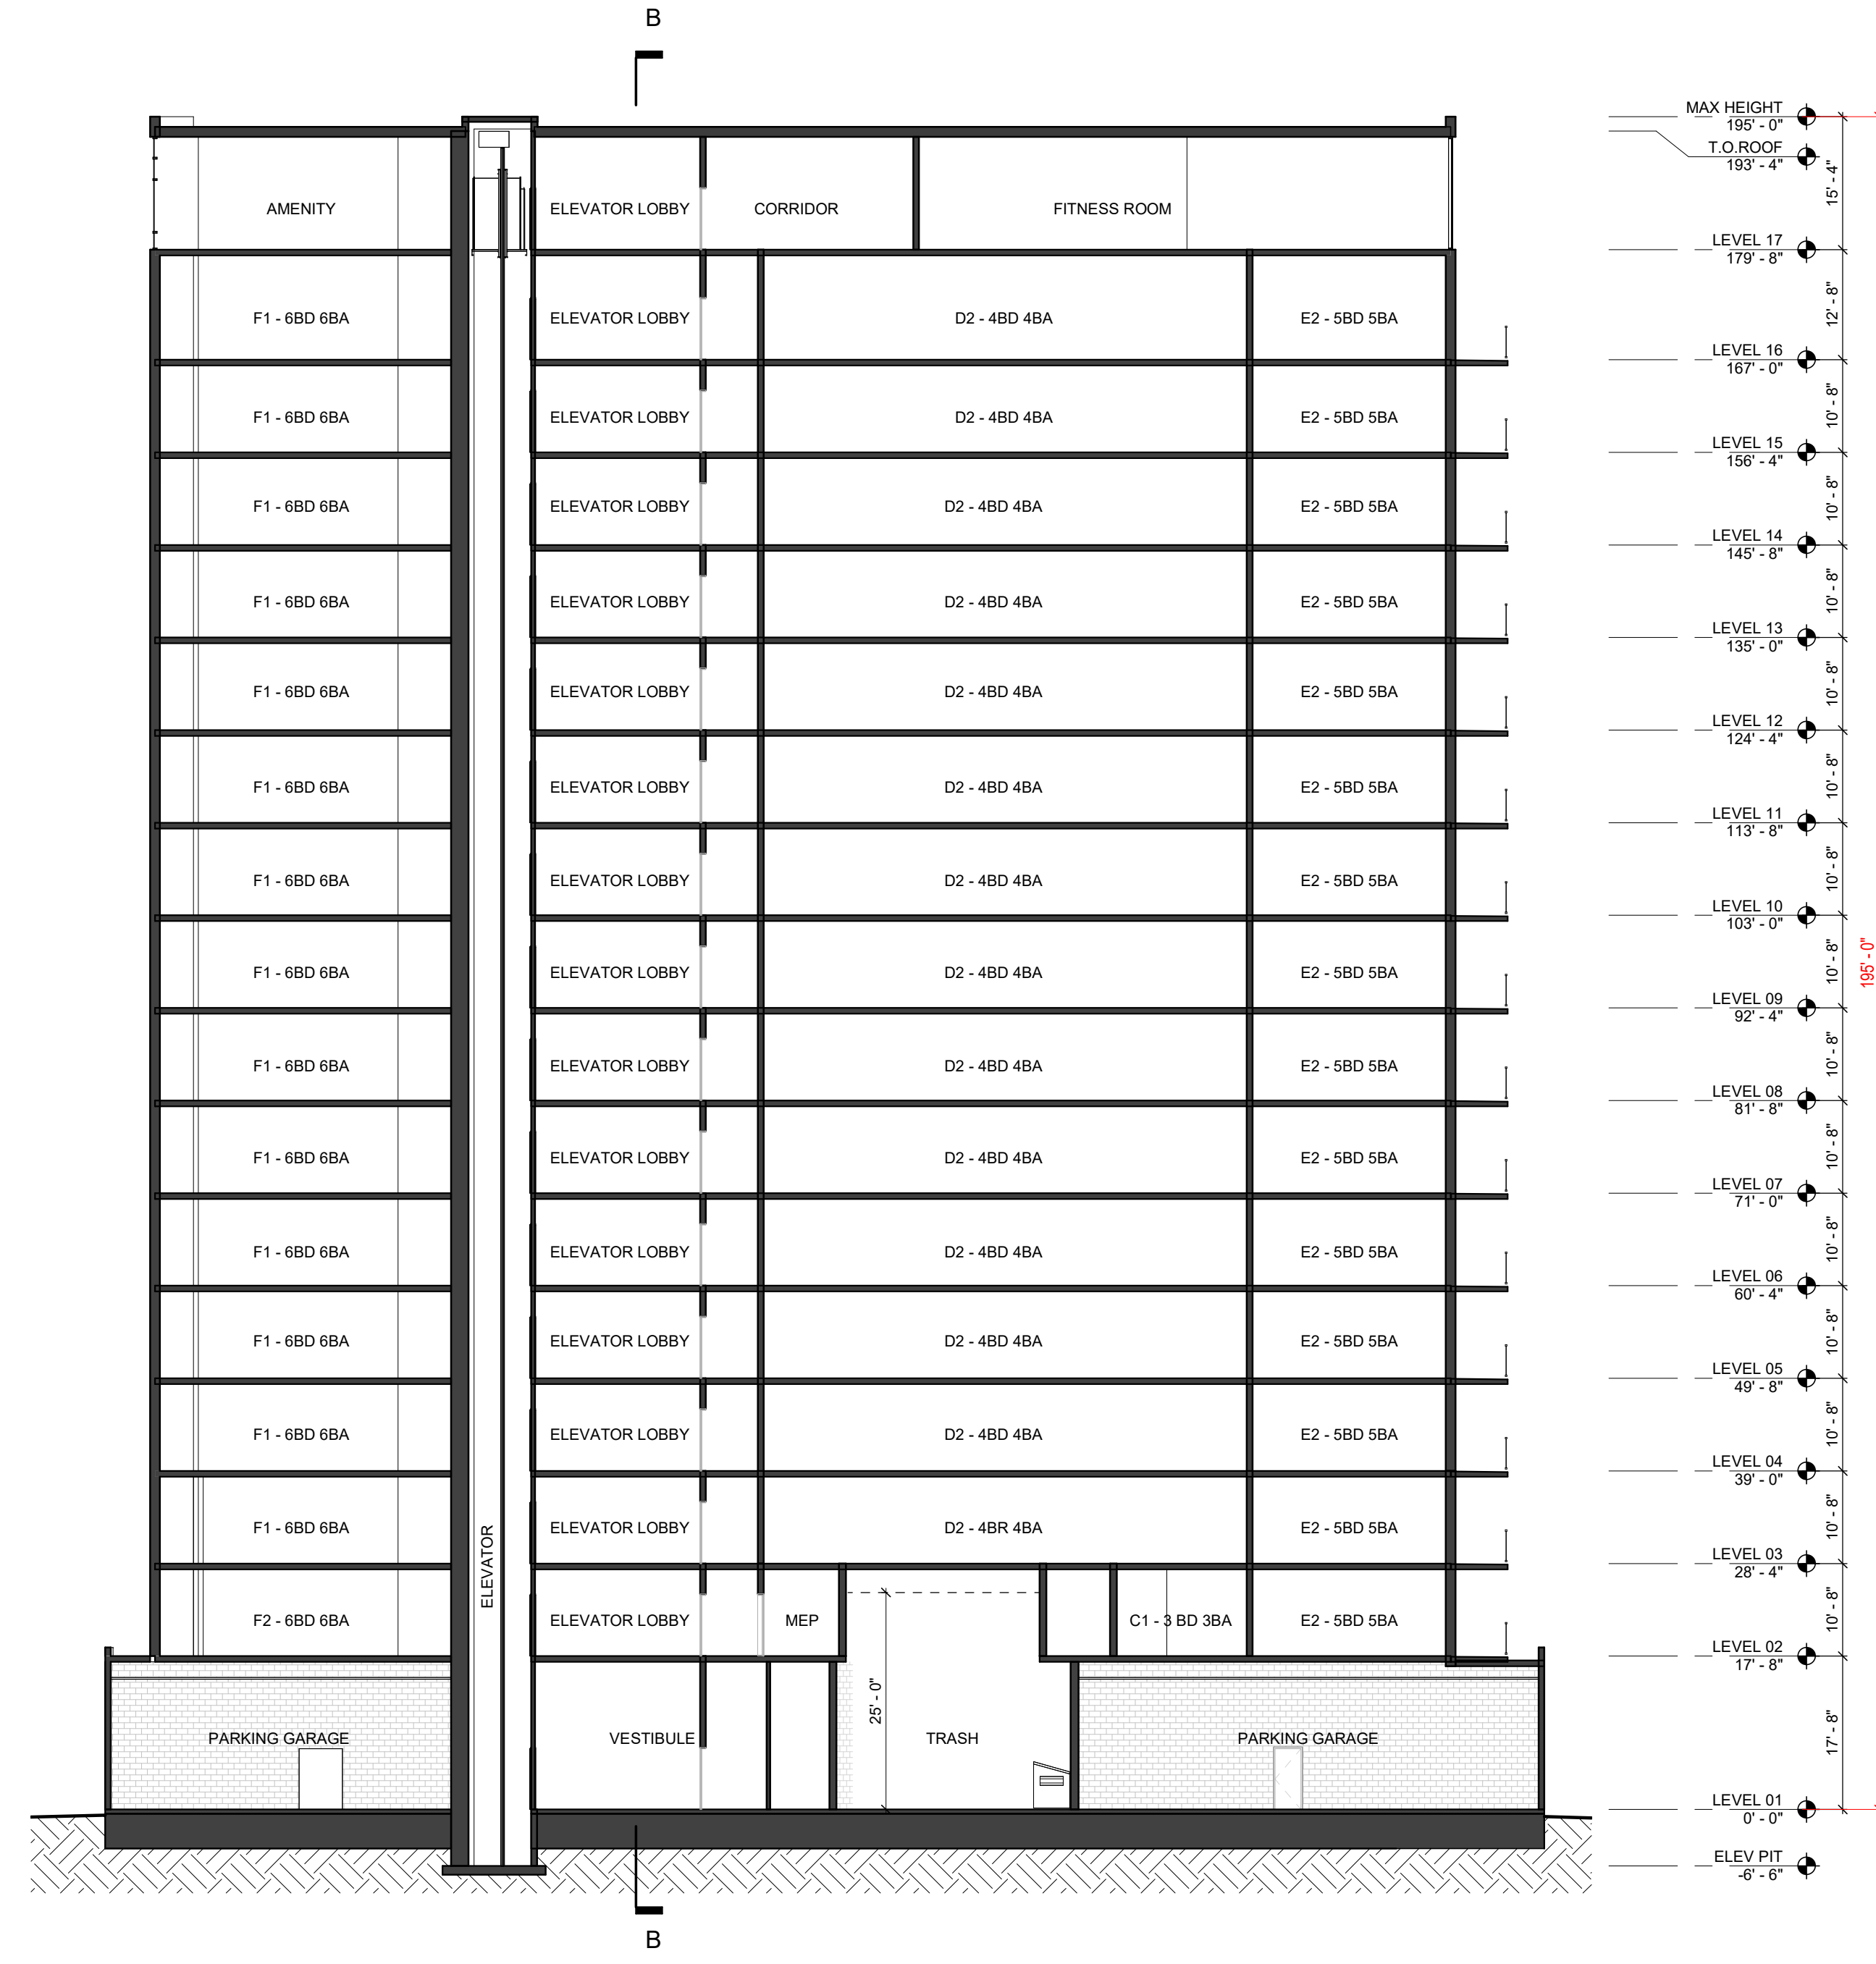 B
MAX HEIGHT
195' - 0"
T.O.ROOF
193' - 4"
15' - 4"
AMENITY
ELEVATOR LOBBY
CORRIDOR
FITNESS ROOM
LEVEL 17
179' - 8"
12' - 8"
F1 - 6BD 6BA
ELEVATOR LOBBY
D2 - 4BD 4BA
E2 - 5BD 5BA
LEVEL 16
167' - 0"
10' - 8"
F1 - 6BD 6BA
ELEVATOR LOBBY
D2 - 4BD 4BA
E2 - 5BD 5BA
LEVEL 15
156' - 4"
10' - 8"
F1 - 6BD 6BA
ELEVATOR LOBBY
D2 - 4BD 4BA
E2 - 5BD 5BA
LEVEL 14
145' - 8"
10' - 8"
F1 - 6BD 6BA
ELEVATOR LOBBY
D2 - 4BD 4BA
E2 - 5BD 5BA
LEVEL 13
135' - 0"
10' - 8"
F1 - 6BD 6BA
ELEVATOR LOBBY
D2 - 4BD 4BA
E2 - 5BD 5BA
LEVEL 12
124' - 4"
10' - 8"
F1 - 6BD 6BA
ELEVATOR LOBBY
D2 - 4BD 4BA
E2 - 5BD 5BA
LEVEL 11
113' - 8"
10' - 8"
F1 - 6BD 6BA
ELEVATOR LOBBY
D2 - 4BD 4BA
E2 - 5BD 5BA
LEVEL 10
103' - 0"
10' - 8"
195' - 0"
F1 - 6BD 6BA
ELEVATOR LOBBY
D2 - 4BD 4BA
E2 - 5BD 5BA
LEVEL 09
92' - 4"
10' - 8"
F1 - 6BD 6BA
ELEVATOR LOBBY
D2 - 4BD 4BA
E2 - 5BD 5BA
LEVEL 08
81' - 8"
10' - 8"
F1 - 6BD 6BA
ELEVATOR LOBBY
D2 - 4BD 4BA
E2 - 5BD 5BA
LEVEL 07
71' - 0"
10' - 8"
F1 - 6BD 6BA
ELEVATOR LOBBY
D2 - 4BD 4BA
E2 - 5BD 5BA
LEVEL 06
60' - 4"
10' - 8"
F1 - 6BD 6BA
ELEVATOR LOBBY
D2 - 4BD 4BA
E2 - 5BD 5BA
LEVEL 05
49' - 8"
10' - 8"
F1 - 6BD 6BA
ELEVATOR LOBBY
D2 - 4BD 4BA
E2 - 5BD 5BA
LEVEL 04
39' - 0"
10' - 8"
F1 - 6BD 6BA
ELEVATOR
ELEVATOR LOBBY
D2 - 4BR 4BA
E2 - 5BD 5BA
LEVEL 03
28' - 4"
10' - 8"
F2 - 6BD 6BA
ELEVATOR LOBBY
MEP
C1 - 3 BD 3BA
E2 - 5BD 5BA
LEVEL 02
17' - 8"
17' - 8"
25' - 0"
PARKING GARAGE
VESTIBULE
TRASH
PARKING GARAGE
LEVEL 01
0' - 0"
ELEV PIT
-6' - 6"
B